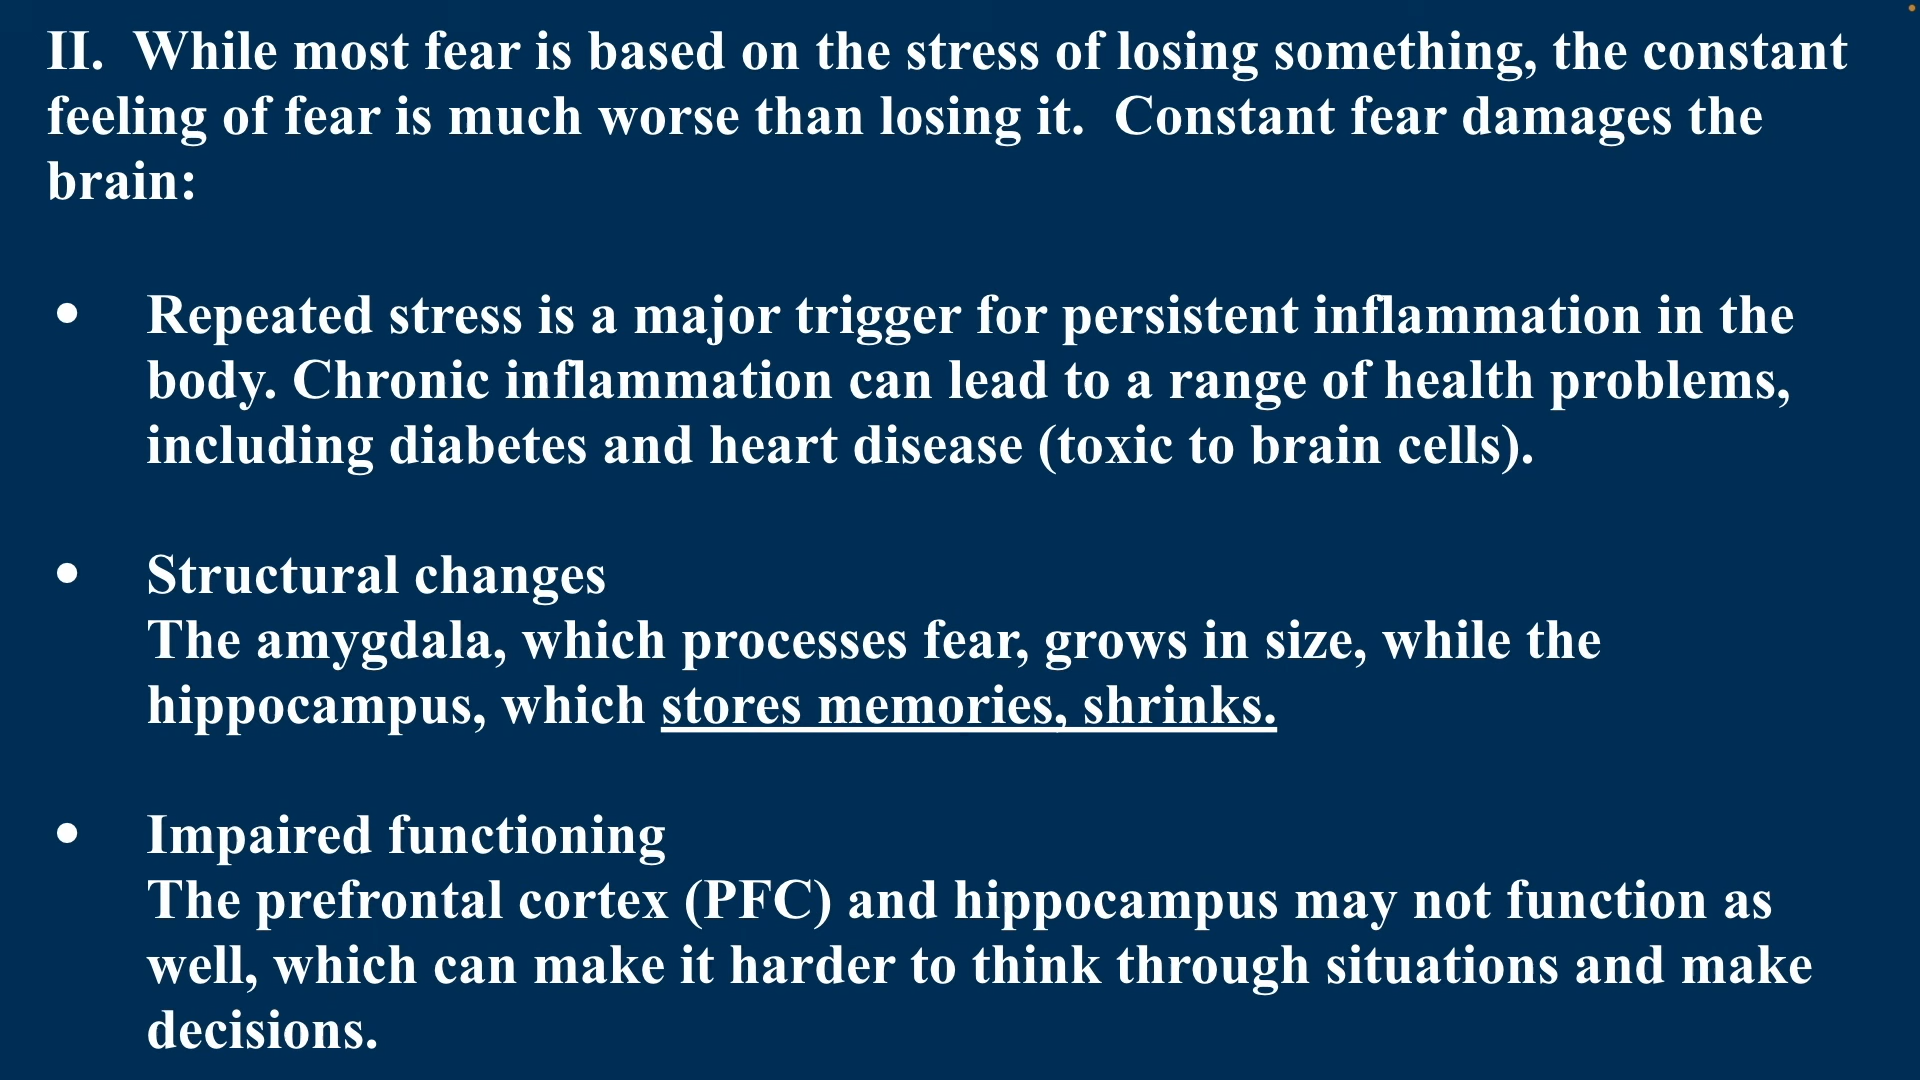 II.  While most fear is based on the stress of losing something, the constant
feeling of fear is much worse than losing it.  Constant fear damages the
brain:
• Repeated stress is a major trigger for persistent inflammation in the
body. Chronic inflammation can lead to a range of health problems,
including diabetes and heart disease (toxic to brain cells).
• Structural changes
The amygdala, which processes fear, grows in size, while the
hippocampus, which stores memories, shrinks.
• Impaired functioning
The prefrontal cortex (PFC) and hippocampus may not function as
well, which can make it harder to think through situations and make
decisions.